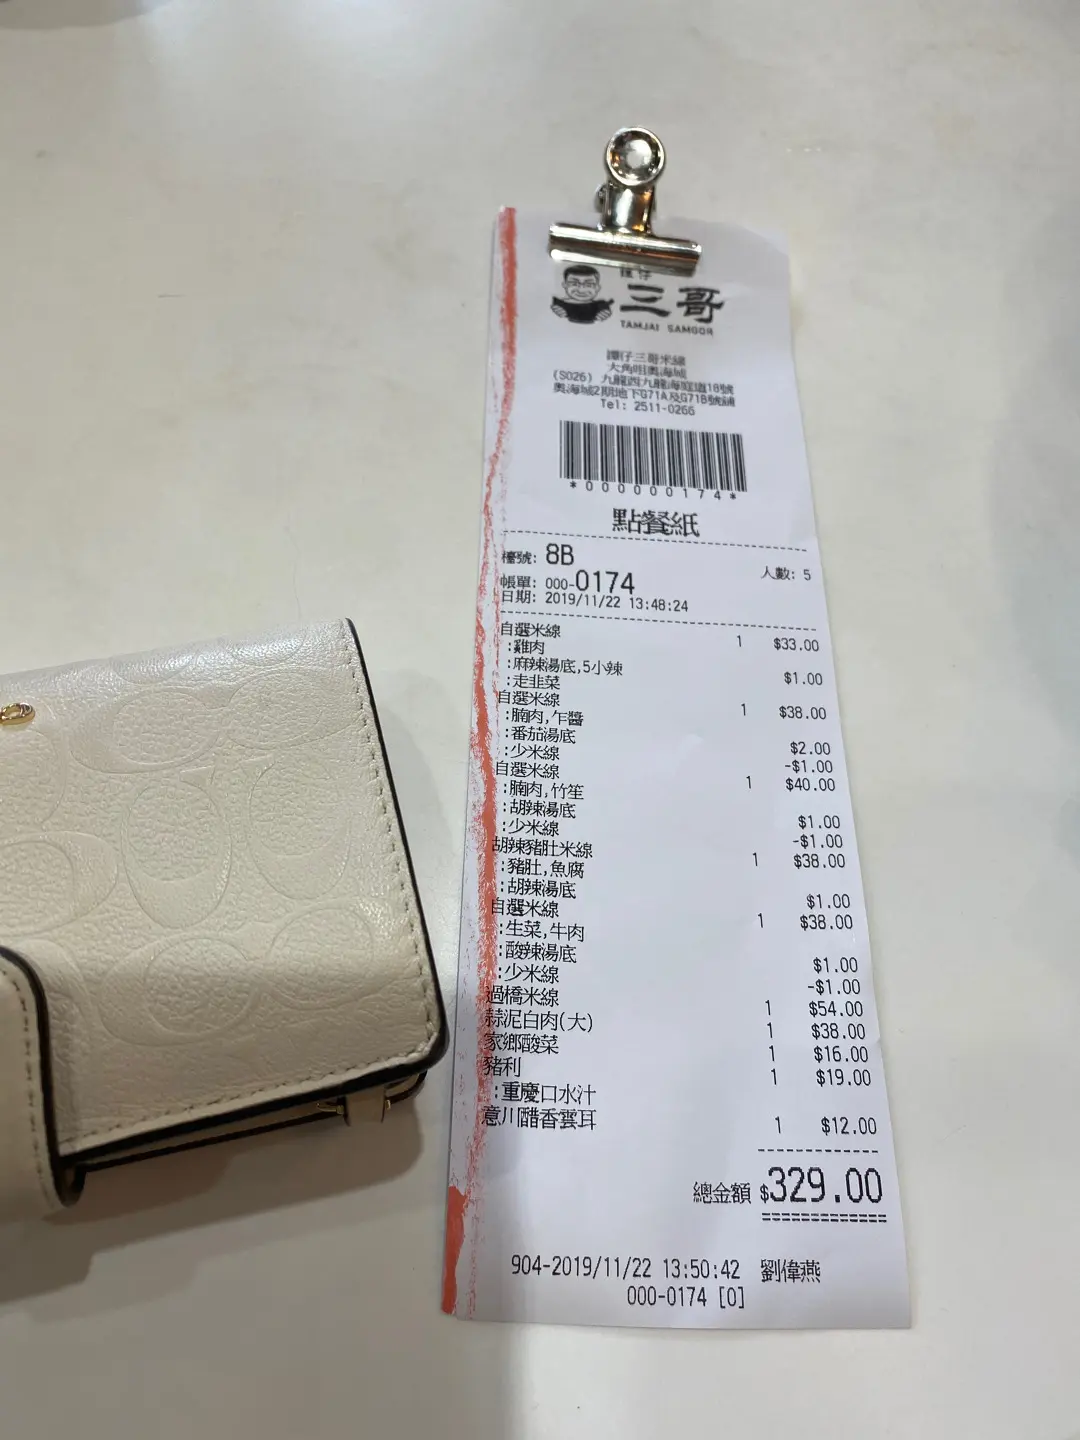 譚仔
三哥
TAMJAI SAMGOR
譚仔三哥米線
大角咀奧海城
(S026) 九龍西九龍海庭道18號
奧海城2期地下G71A及G71B號舖
Tel: 2511-0266
*000000174*
點餐紙
檯號: 8B 人數: 5
帳單: 000-0174
日期: 2019/11/22 13:48:24
自選米線 1 $33.00
:雞肉
:麻辣湯底,5小辣 $1.00
:走韭菜
自選米線 1 $38.00
:腩肉,乍醬
:番茄湯底 $2.00
:少米線 -$1.00
自選米線 1 $40.00
:腩肉,竹笙
:胡辣湯底 $1.00
:少米線 -$1.00
胡辣豬肚米線 1 $38.00
:豬肚,魚腐
:胡辣湯底 $1.00
自選米線 1 $38.00
:生菜,牛肉
:酸辣湯底 $1.00
:少米線 -$1.00
過橋米線 1 $54.00
蒜泥白肉(大) 1 $38.00
家鄉酸菜 1 $16.00
豬利 1 $19.00
:重慶口水汁
意川醋香雲耳 1 $12.00
總金額 $329.00
904-2019/11/22 13:50:42 劉偉燕
000-0174 [0]